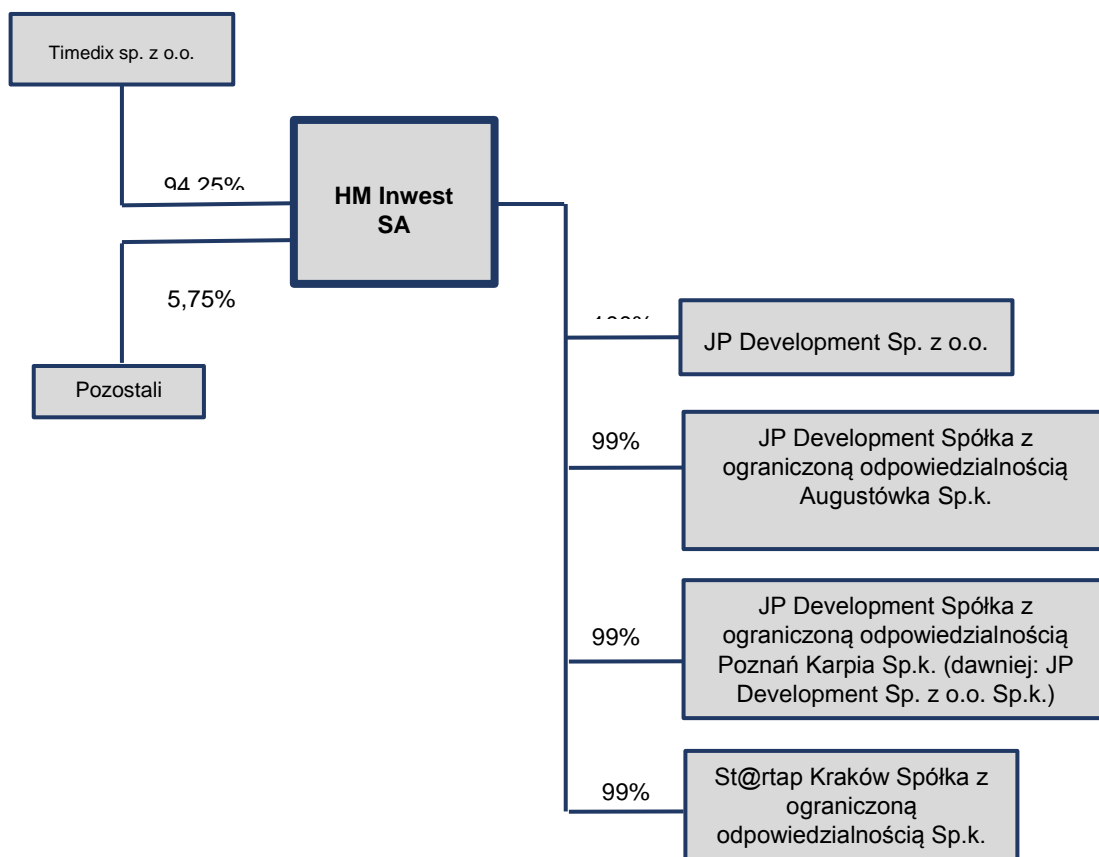 Timedix sp. z o.o.
94,25%
HM Inwest
SA
5,75%
Pozostali
JP Development Sp. z o.o.
99%
JP Development Spółka z
ograniczoną odpowiedzialnością
Augustówka Sp.k.
99%
JP Development Spółka z
ograniczoną odpowiedzialnością
Poznań Karpia Sp.k. (dawniej: JP
Development Sp. z o.o. Sp.k.)
99%
St@rtap Kraków Spółka z
ograniczoną
odpowiedzialnością Sp.k.